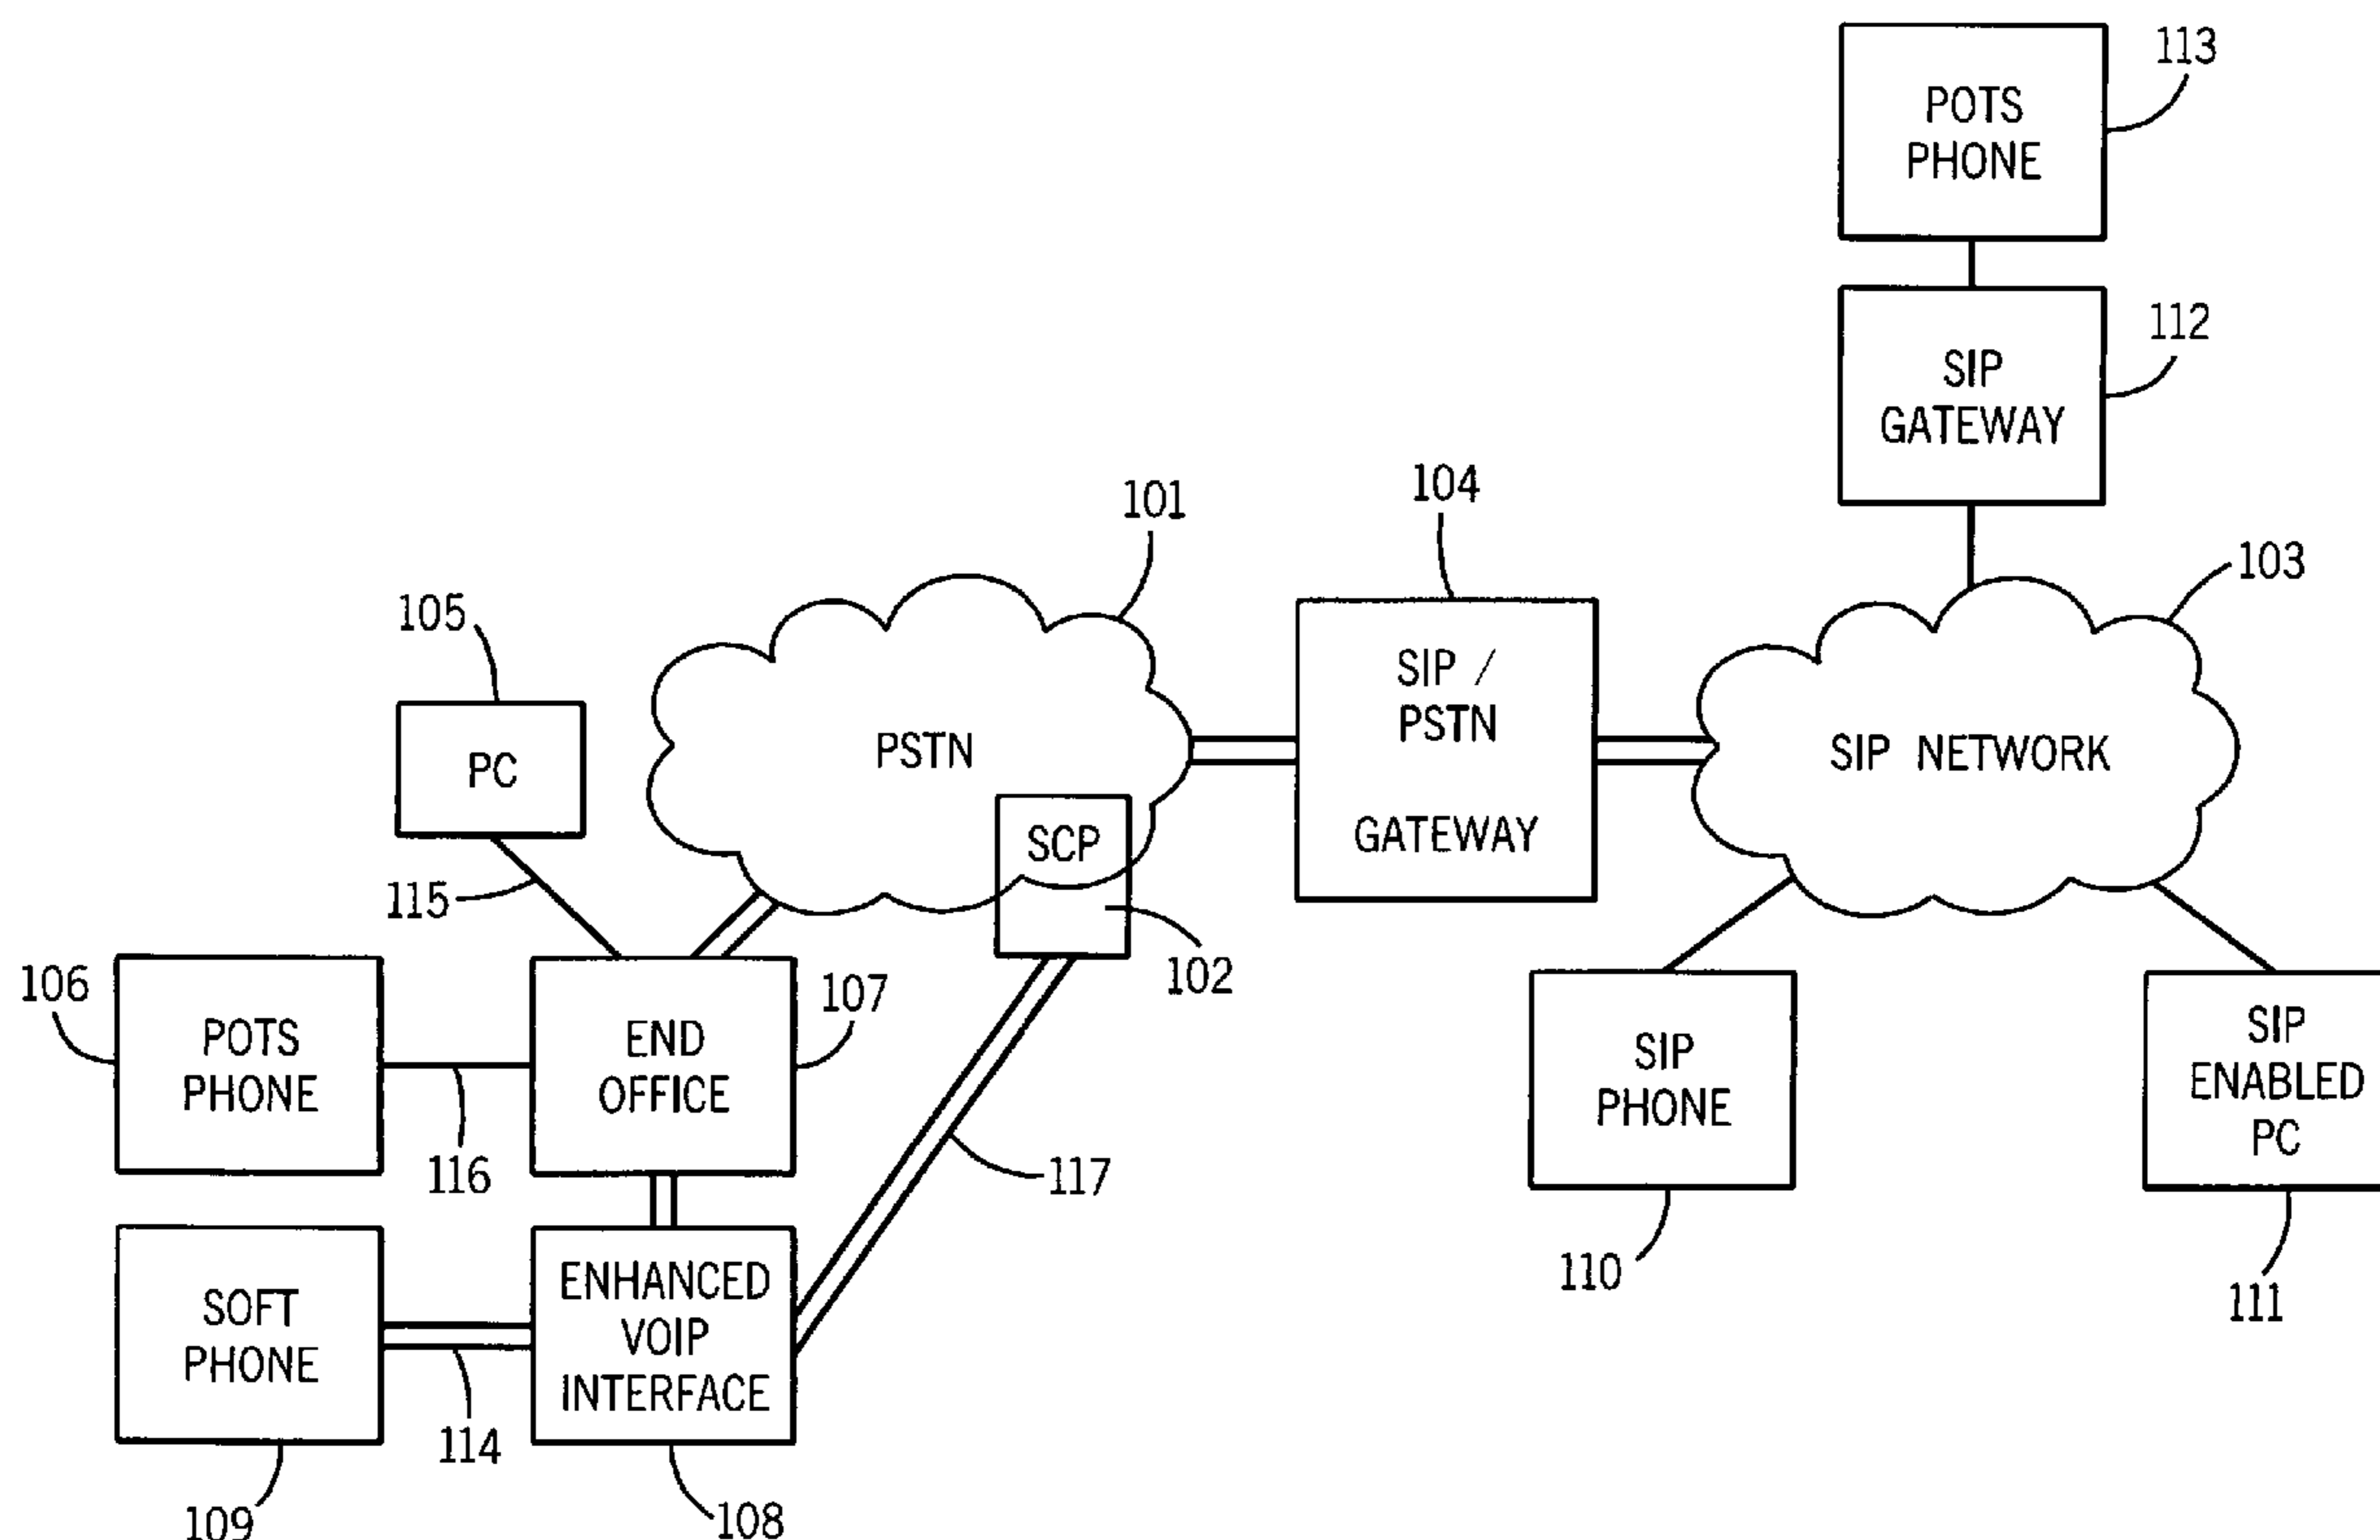 POTS
PHONE
113
SIP
GATEWAY
112
101
104
103
105
PC
115
PSTN
SCP
102
SIP /
PSTN
GATEWAY
SIP NETWORK
106
POTS
PHONE
116
END
OFFICE
107
117
SIP
PHONE
110
SIP
ENABLED
PC
111
SOFT
PHONE
109
114
ENHANCED
VOIP
INTERFACE
108